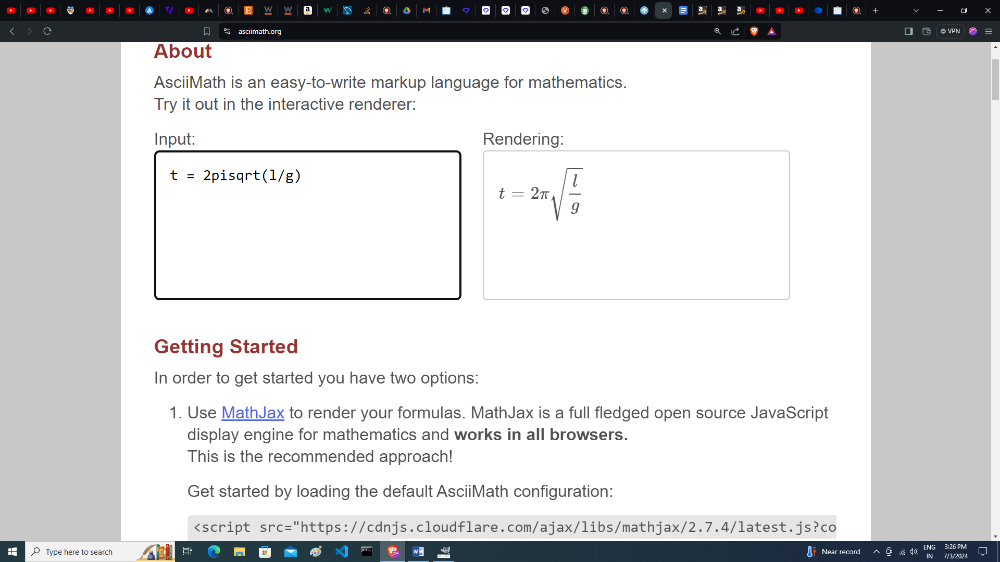 asciimath.org
VPN
About
AsciiMath is an easy-to-write markup language for mathematics.
Try it out in the interactive renderer:
Input:
Rendering:
t = 2pisqrt(l/g)
t = 2π√(l/g)
Getting Started
In order to get started you have two options:
1. Use MathJax to render your formulas. MathJax is a full fledged open source JavaScript
display engine for mathematics and works in all browsers.
This is the recommended approach!
Get started by loading the default AsciiMath configuration:
<script src="https://cdnjs.cloudflare.com/ajax/libs/mathjax/2.7.4/latest.js?co
Type here to search
Near record
ENG
IN
3:26 PM
7/3/2024